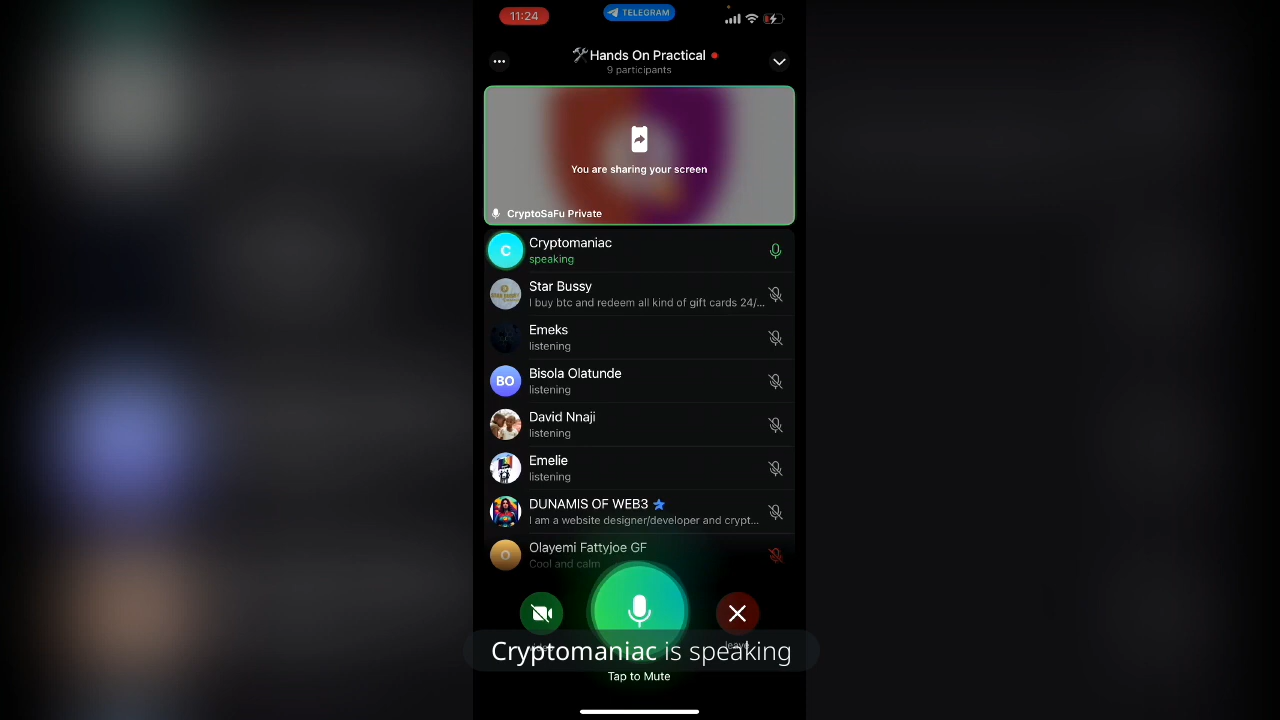 11:24
TELEGRAM
🛠Hands On Practical
9 participants
You are sharing your screen
CryptoSaFu Private
C
Cryptomaniac
speaking
Star Bussy
I buy btc and redeem all kind of gift cards 24/...
Emeks
listening
BO
Bisola Olatunde
listening
David Nnaji
listening
Emelie
listening
DUNAMIS OF WEB3
I am a website designer/developer and crypt...
O
Olayemi Fattyjoe GF
Cool and calm
leave
Cryptomaniac is speaking
Tap to Mute